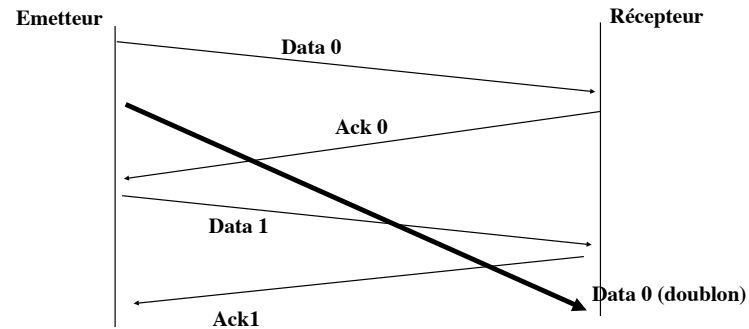 Emetteur
Récepteur
Data 0
Ack 0
Data 1
Data 0 (doublon)
Ack1